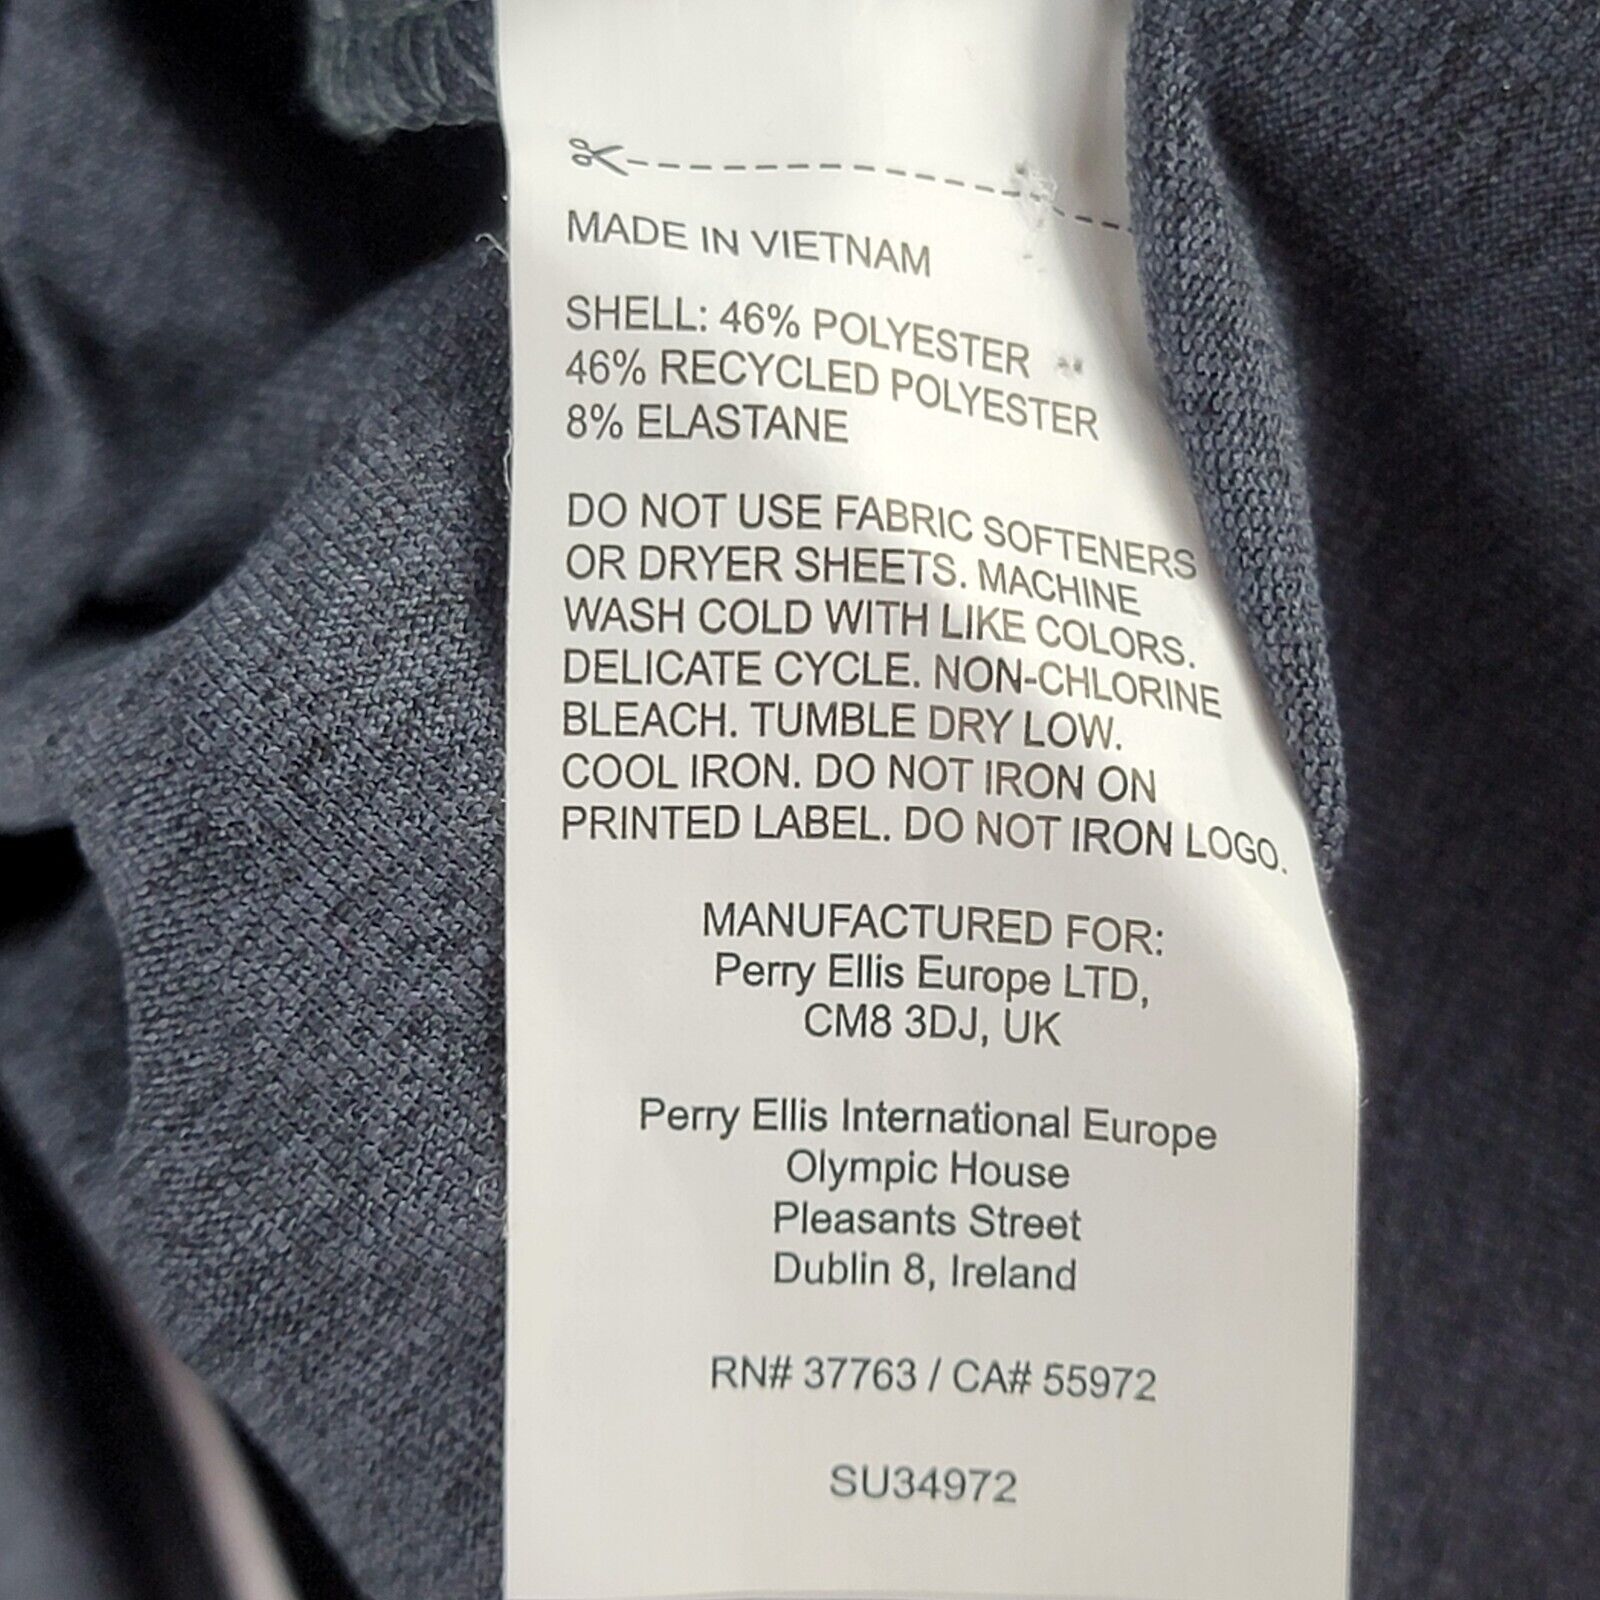 MADE IN VIETNAM
SHELL: 46% POLYESTER
46% RECYCLED POLYESTER
8% ELASTANE
DO NOT USE FABRIC SOFTENERS
OR DRYER SHEETS. MACHINE
WASH COLD WITH LIKE COLORS.
DELICATE CYCLE. NON-CHLORINE
BLEACH. TUMBLE DRY LOW.
COOL IRON. DO NOT IRON ON
PRINTED LABEL. DO NOT IRON LOGO.
MANUFACTURED FOR:
Perry Ellis Europe LTD,
CM8 3DJ, UK
Perry Ellis International Europe
Olympic House
Pleasants Street
Dublin 8, Ireland
RN# 37763 / CA# 55972
SU34972